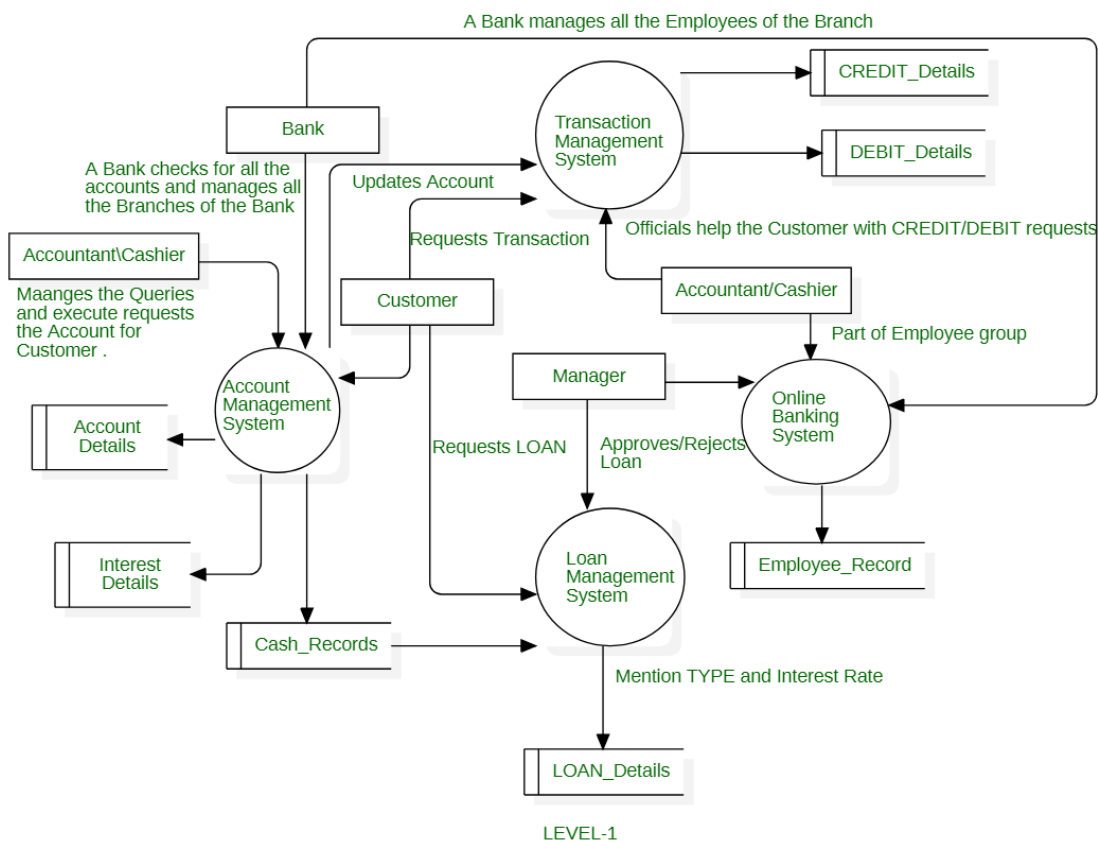 A Bank manages all the Employees of the Branch
CREDIT_Details
Bank
Transaction
Management
System
DEBIT_Details
A Bank checks for all the
accounts and manages all
the Branches of the Bank
Updates Account
Requests Transaction
Officials help the Customer with CREDIT/DEBIT requests
Accountant\Cashier
Maanges the Queries
and execute requests
the Account for
Customer .
Customer
Accountant/Cashier
Part of Employee group
Account
Management
System
Manager
Online
Banking
System
Account
Details
Requests LOAN
Approves/Rejects
Loan
Interest
Details
Loan
Management
System
Employee_Record
Cash_Records
Mention TYPE and Interest Rate
LOAN_Details
LEVEL-1